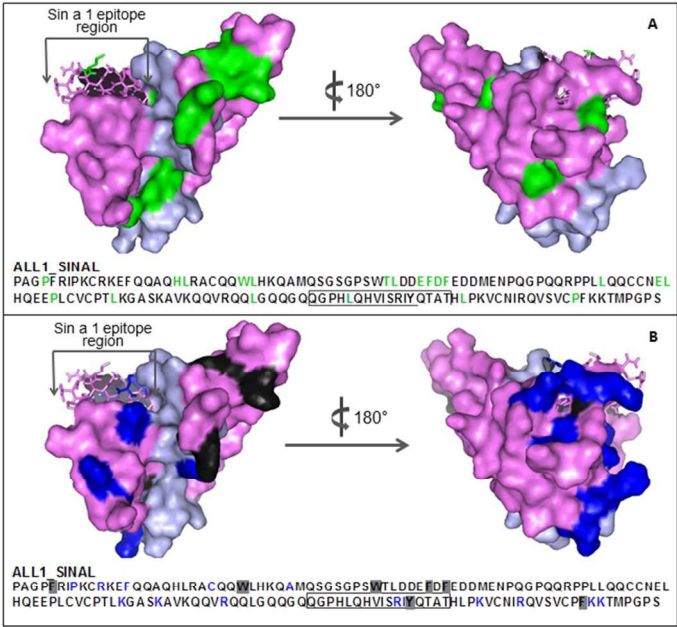 Sin a 1 epitope
region
A
180°
ALL1_SINAL
PAGPFRIPKCRKEFQQAQHLRACQQWLHKQAMQSGSGPSWTLDDEFDFEDDMENPQGPQQRPPLLQQCCNEL
HQEEPLCVCPTLKGASKAVKQQVRQQLGQQGQQGPHLQHVISRIYQTATHLPKVCNIRQVSVCPFKKTMPGPS
Sin a 1 epitope
region
B
180°
ALL1_SINAL
PAGPFRIPKCRKEFQQAQHLRACQQWLHKQAMQSGSGPSWTLDDEFDFEDDMENPQGPQQRPPLLQQCCNEL
HQEEPLCVCPTLKGASKAVKQQVRQQLGQQGQQGPHLQHVISRIYQTATHLPKVCNIRQVSVCPFKKTMPGPS